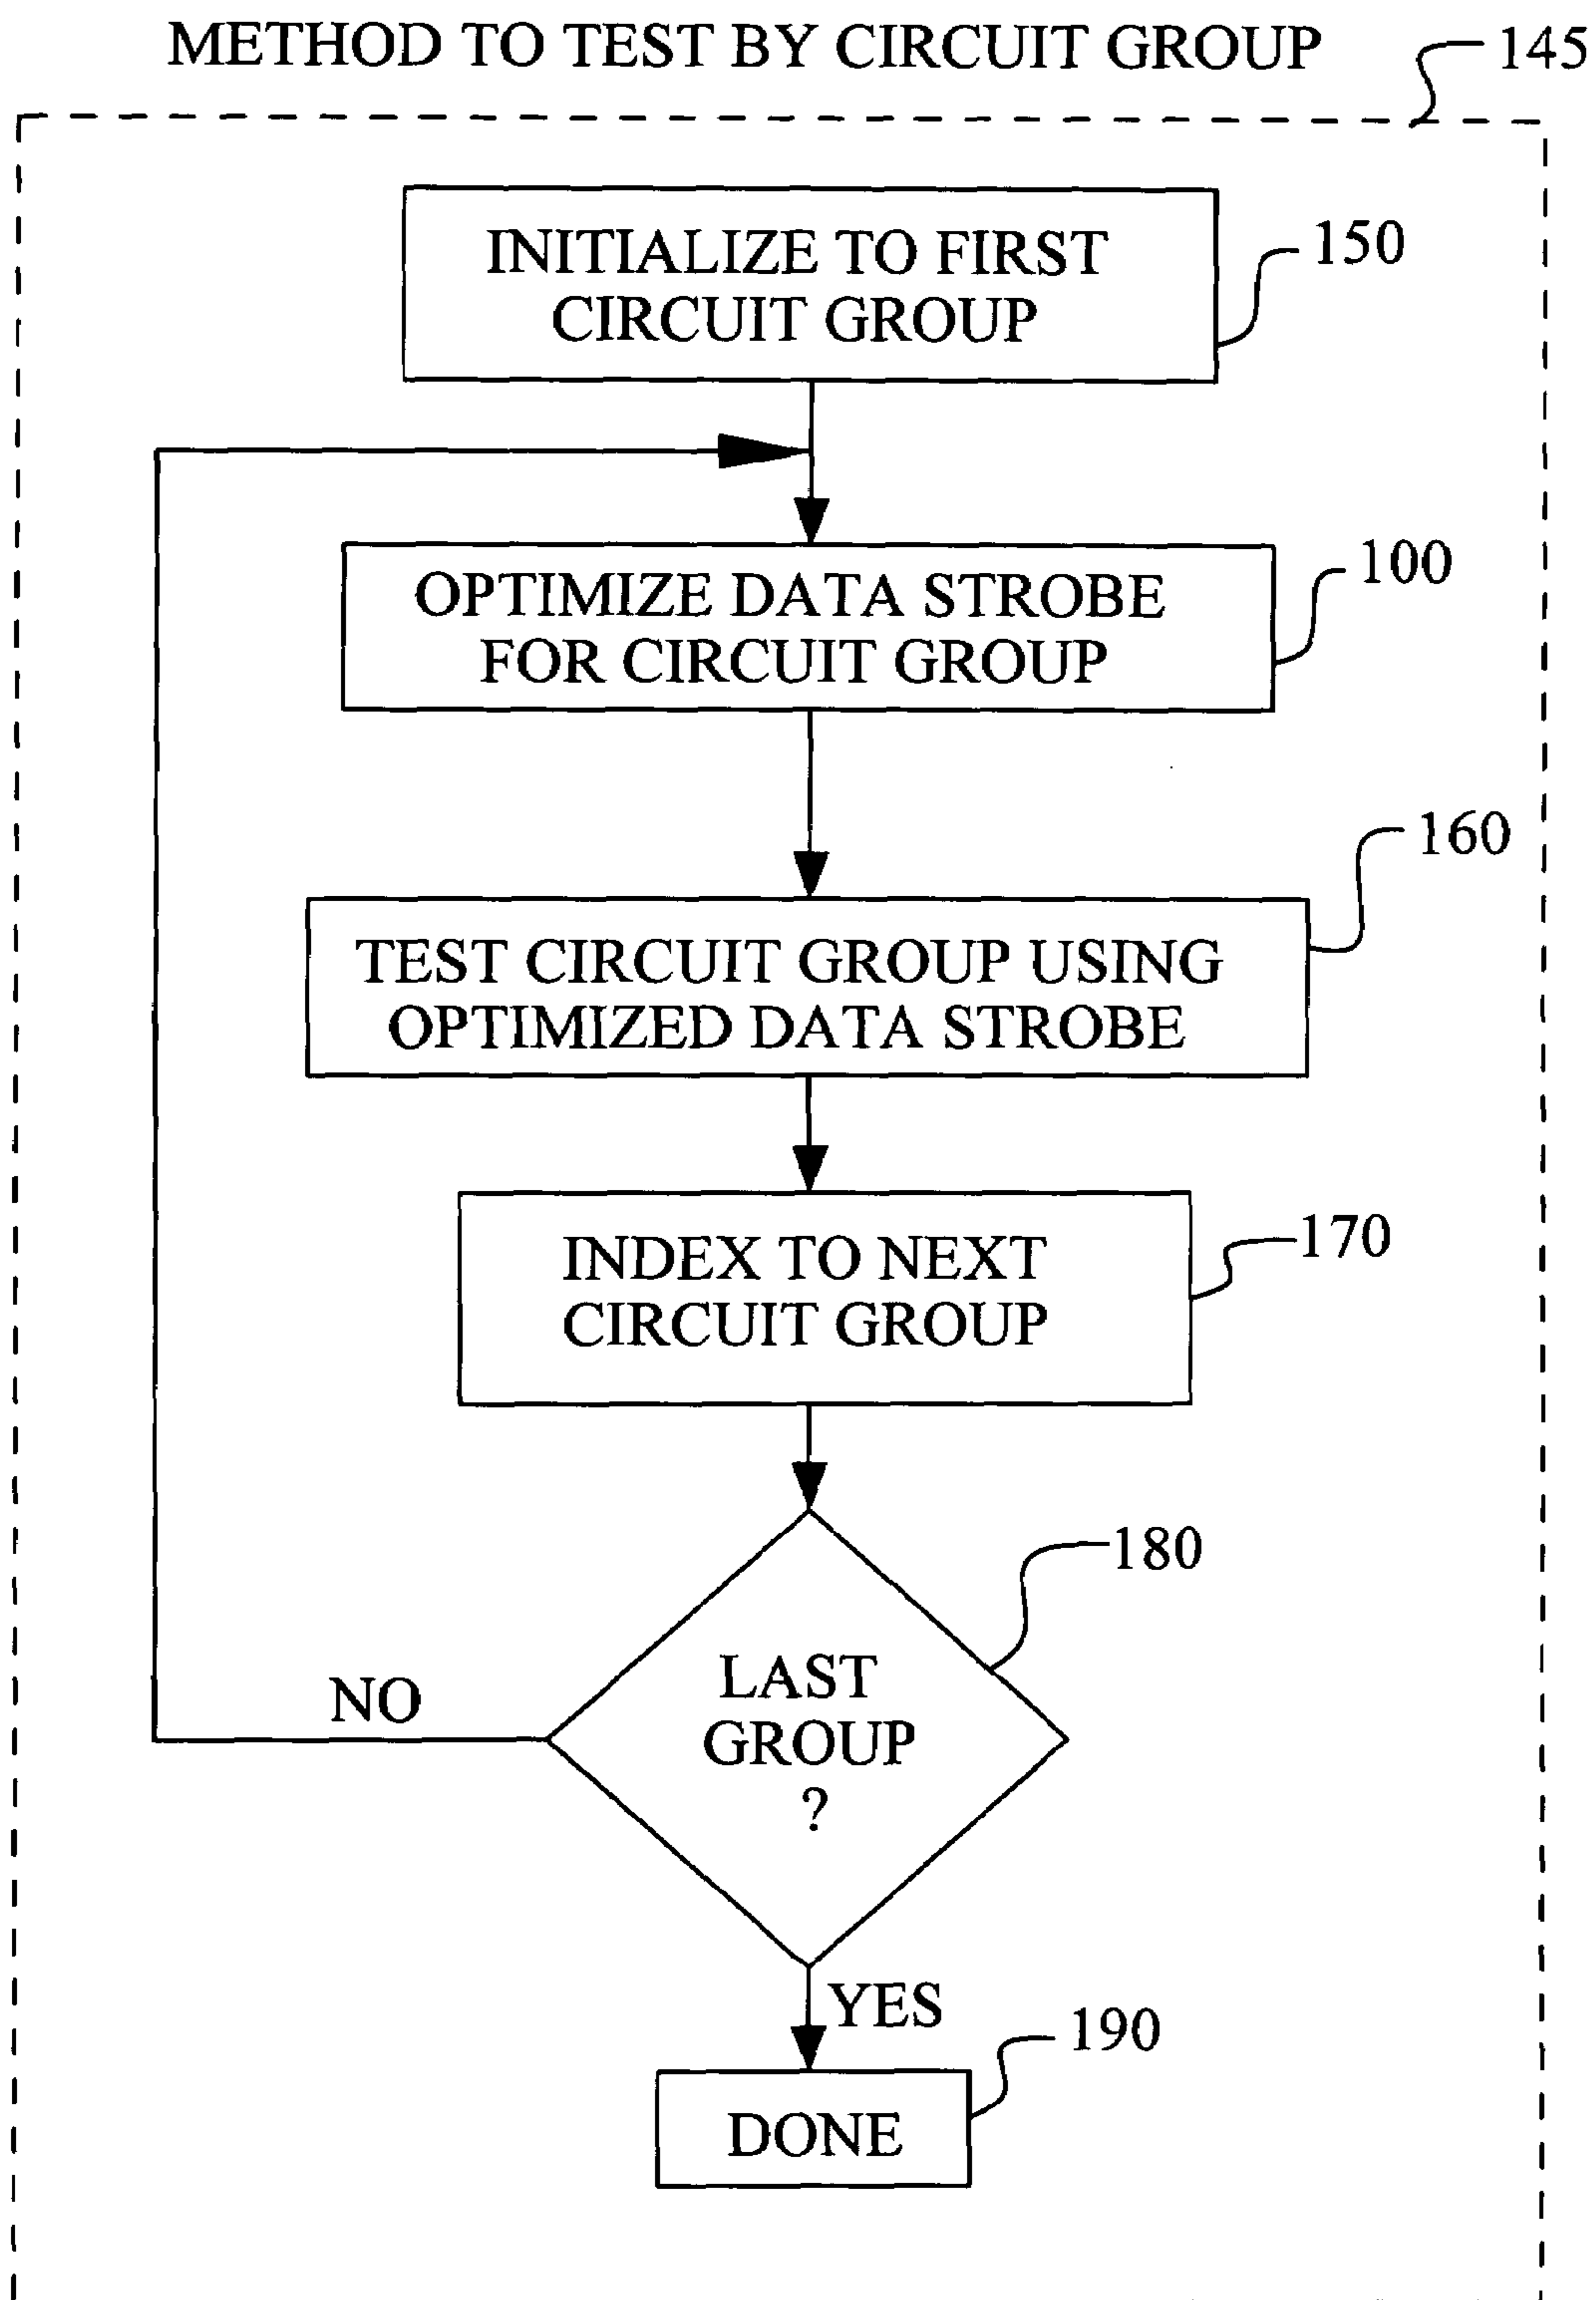 METHOD TO TEST BY CIRCUIT GROUP
145
INITIALIZE TO FIRST
CIRCUIT GROUP
150
OPTIMIZE DATA STROBE
FOR CIRCUIT GROUP
100
TEST CIRCUIT GROUP USING
OPTIMIZED DATA STROBE
160
INDEX TO NEXT
CIRCUIT GROUP
170
LAST
GROUP
?
180
NO
YES
DONE
190